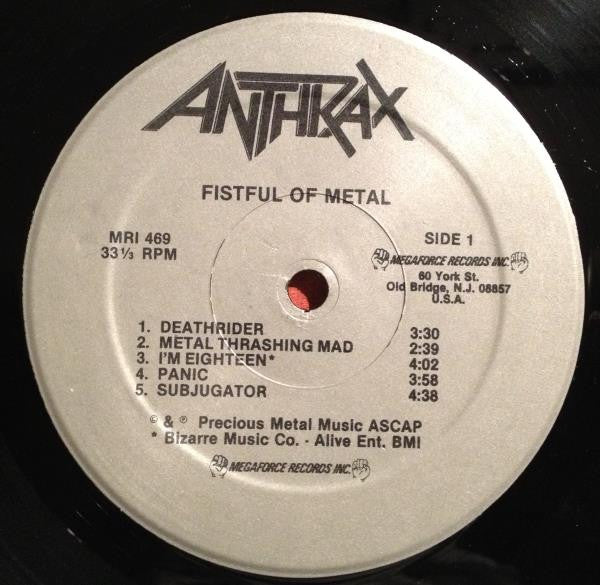 ANTHRAX
FISTFUL OF METAL
MRI 469
33 1/3 RPM
SIDE 1
MEGAFORCE RECORDS INC.
60 York St.
Old Bridge, N.J. 08857
U.S.A.
1. DEATHRIDER 3:30
2. METAL THRASHING MAD 2:39
3. I'M EIGHTEEN* 4:02
4. PANIC 3:58
5. SUBJUGATOR 4:38
© & ℗ Precious Metal Music ASCAP
* Bizarre Music Co. - Alive Ent. BMI
MEGAFORCE RECORDS INC.